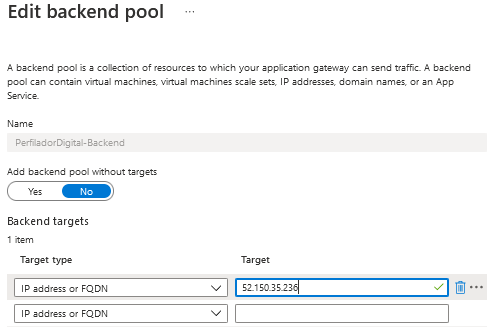 Edit backend pool ...
A backend pool is a collection of resources to which your application gateway can send traffic. A backend
pool can contain virtual machines, virtual machines scale sets, IP addresses, domain names, or an App
Service.
Name
PerfiladorDigital-Backend
Add backend pool without targets
Yes No
Backend targets
1 item
Target type Target
IP address or FQDN 52.150.35.236
IP address or FQDN